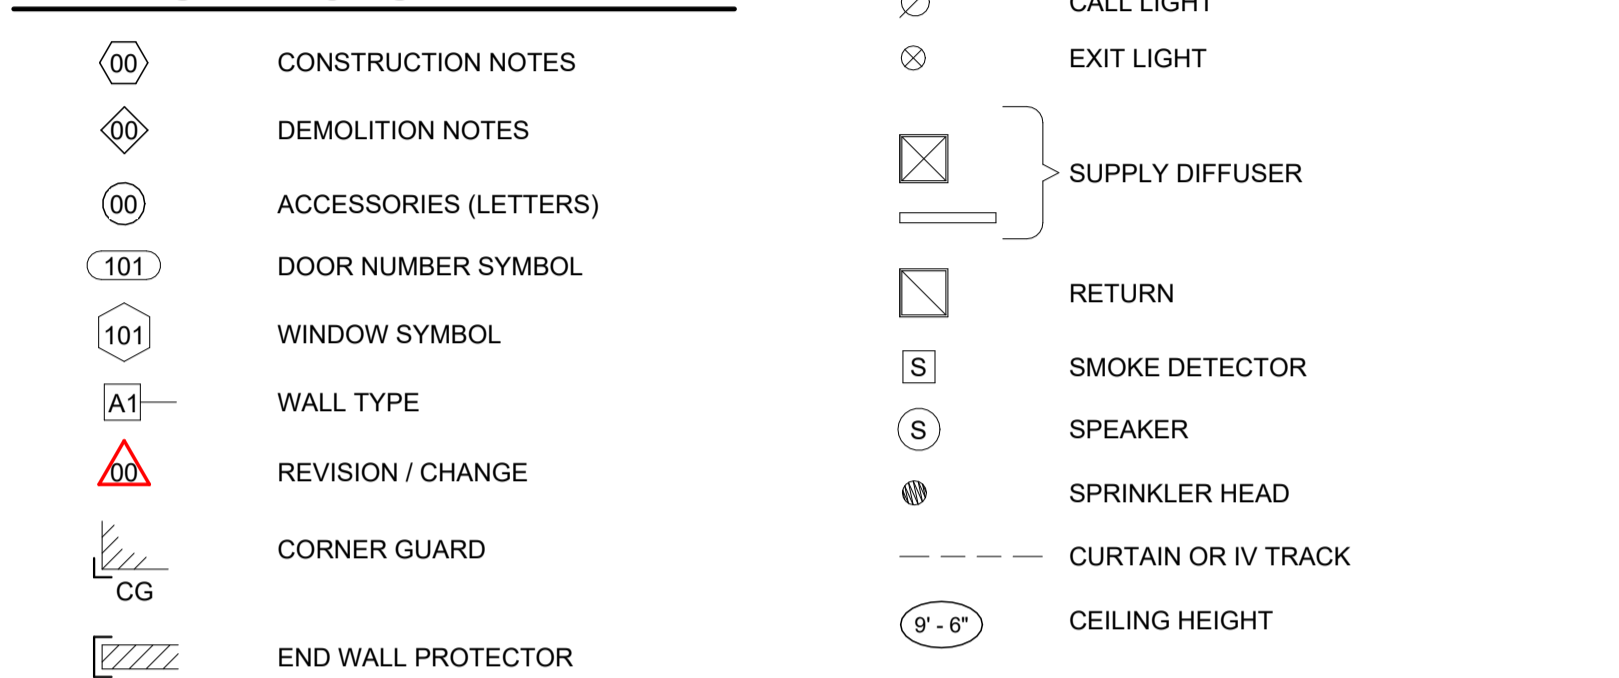 00 CONSTRUCTION NOTES
00 DEMOLITION NOTES
00 ACCESSORIES (LETTERS)
101 DOOR NUMBER SYMBOL
101 WINDOW SYMBOL
A1 WALL TYPE
00 REVISION / CHANGE
CORNER GUARD
CG
END WALL PROTECTOR
CALL LIGHT
EXIT LIGHT
SUPPLY DIFFUSER
RETURN
S SMOKE DETECTOR
S SPEAKER
SPRINKLER HEAD
CURTAIN OR IV TRACK
9' - 6" CEILING HEIGHT